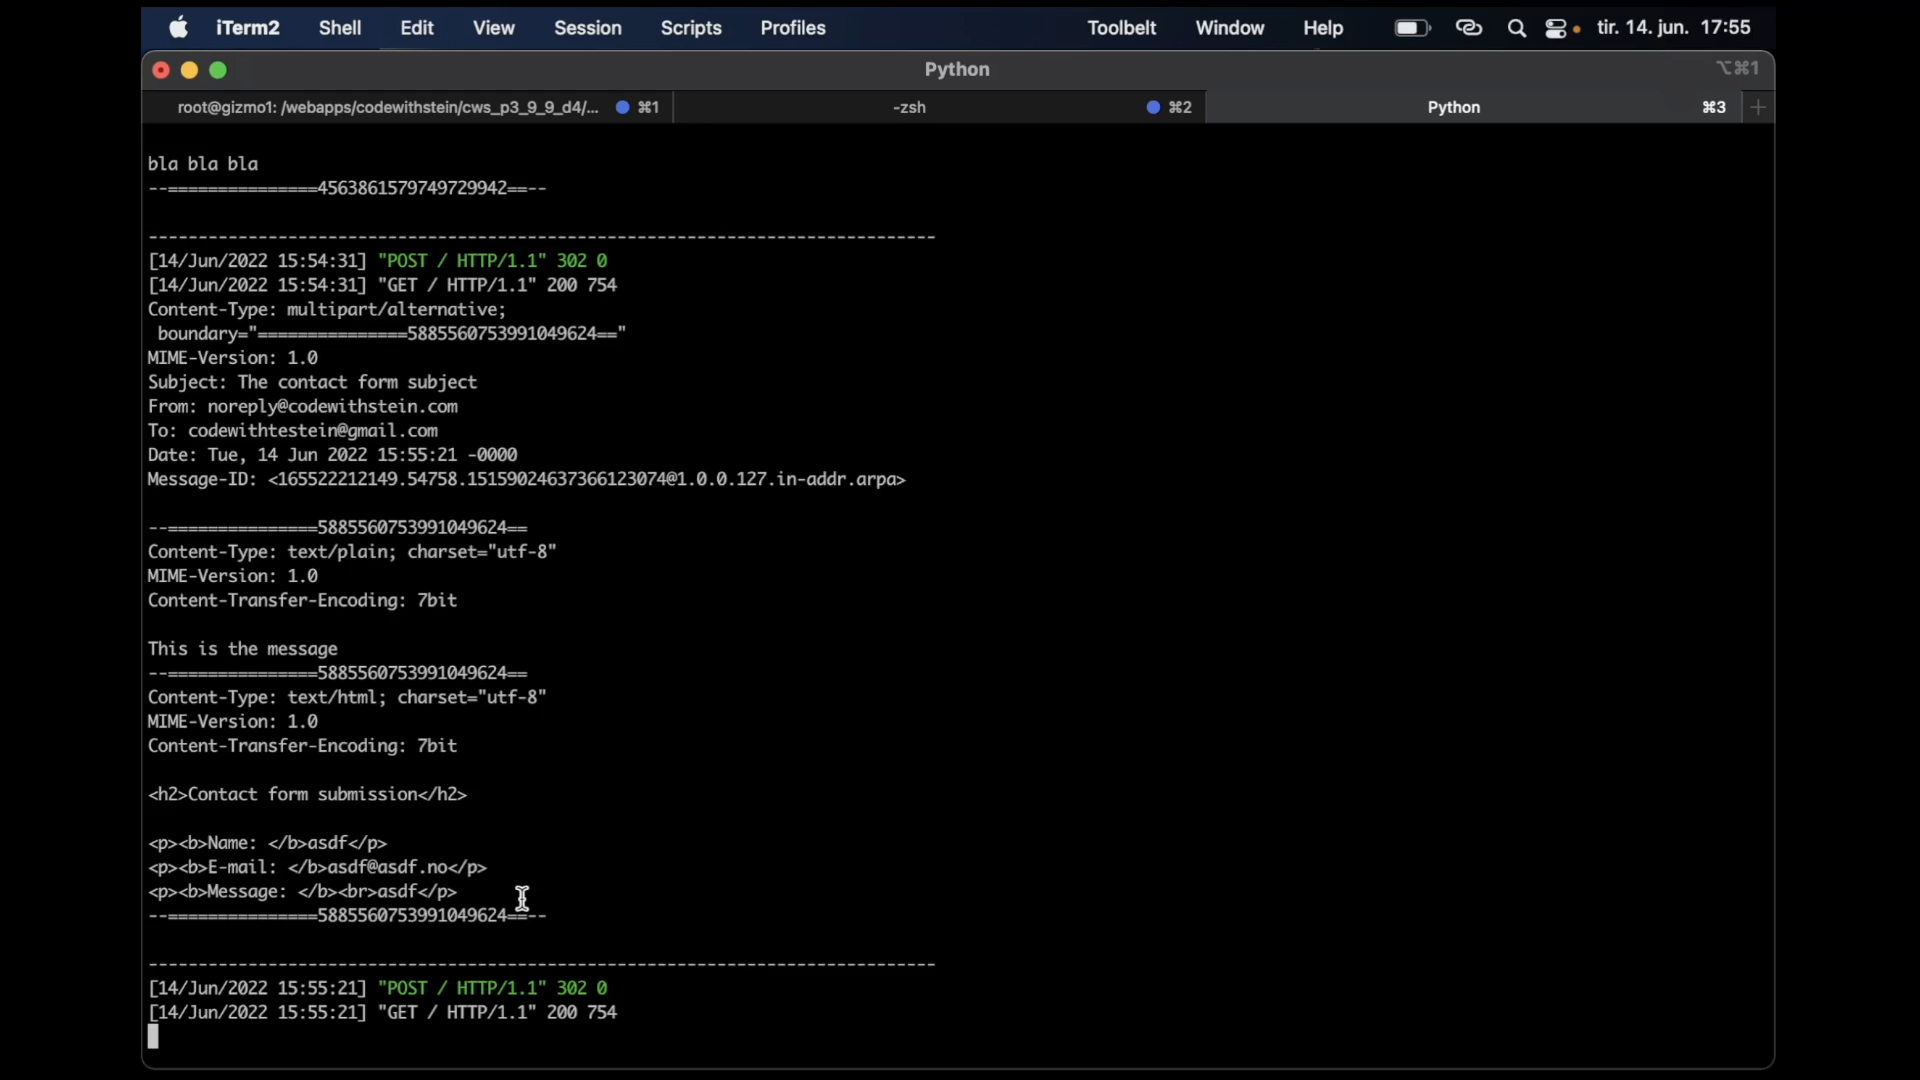 iTerm2 Shell Edit View Session Scripts Profiles Toolbelt Window Help tir. 14. jun. 17:55
Python ⌥⌘1
root@gizmo1: /webapps/codewithstein/cws_p3_9_9_d4/... ⌘1 -zsh ⌘2 Python ⌘3 +
bla bla bla
--===============4563861579749729942==--
-------------------------------------------------------------------------------
[14/Jun/2022 15:54:31] "POST / HTTP/1.1" 302 0
[14/Jun/2022 15:54:31] "GET / HTTP/1.1" 200 754
Content-Type: multipart/alternative;
 boundary="===============5885560753991049624=="
MIME-Version: 1.0
Subject: The contact form subject
From: noreply@codewithstein.com
To: codewithtestein@gmail.com
Date: Tue, 14 Jun 2022 15:55:21 -0000
Message-ID: <165522212149.54758.15159024637366123074@1.0.0.127.in-addr.arpa>
--===============5885560753991049624==
Content-Type: text/plain; charset="utf-8"
MIME-Version: 1.0
Content-Transfer-Encoding: 7bit
This is the message
--===============5885560753991049624==
Content-Type: text/html; charset="utf-8"
MIME-Version: 1.0
Content-Transfer-Encoding: 7bit
<h2>Contact form submission</h2>
<p><b>Name: </b>asdf</p>
<p><b>E-mail: </b>asdf@asdf.no</p>
<p><b>Message: </b><br>asdf</p>
--===============5885560753991049624==--
-------------------------------------------------------------------------------
[14/Jun/2022 15:55:21] "POST / HTTP/1.1" 302 0
[14/Jun/2022 15:55:21] "GET / HTTP/1.1" 200 754